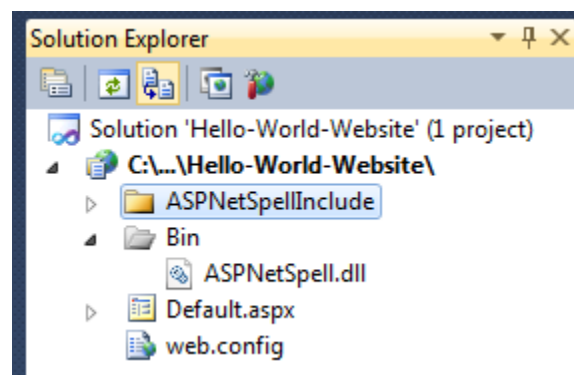 Solution Explorer
Solution 'Hello-World-Website' (1 project)
C:\...\Hello-World-Website\
ASPNetSpellInclude
Bin
ASPNetSpell.dll
Default.aspx
web.config